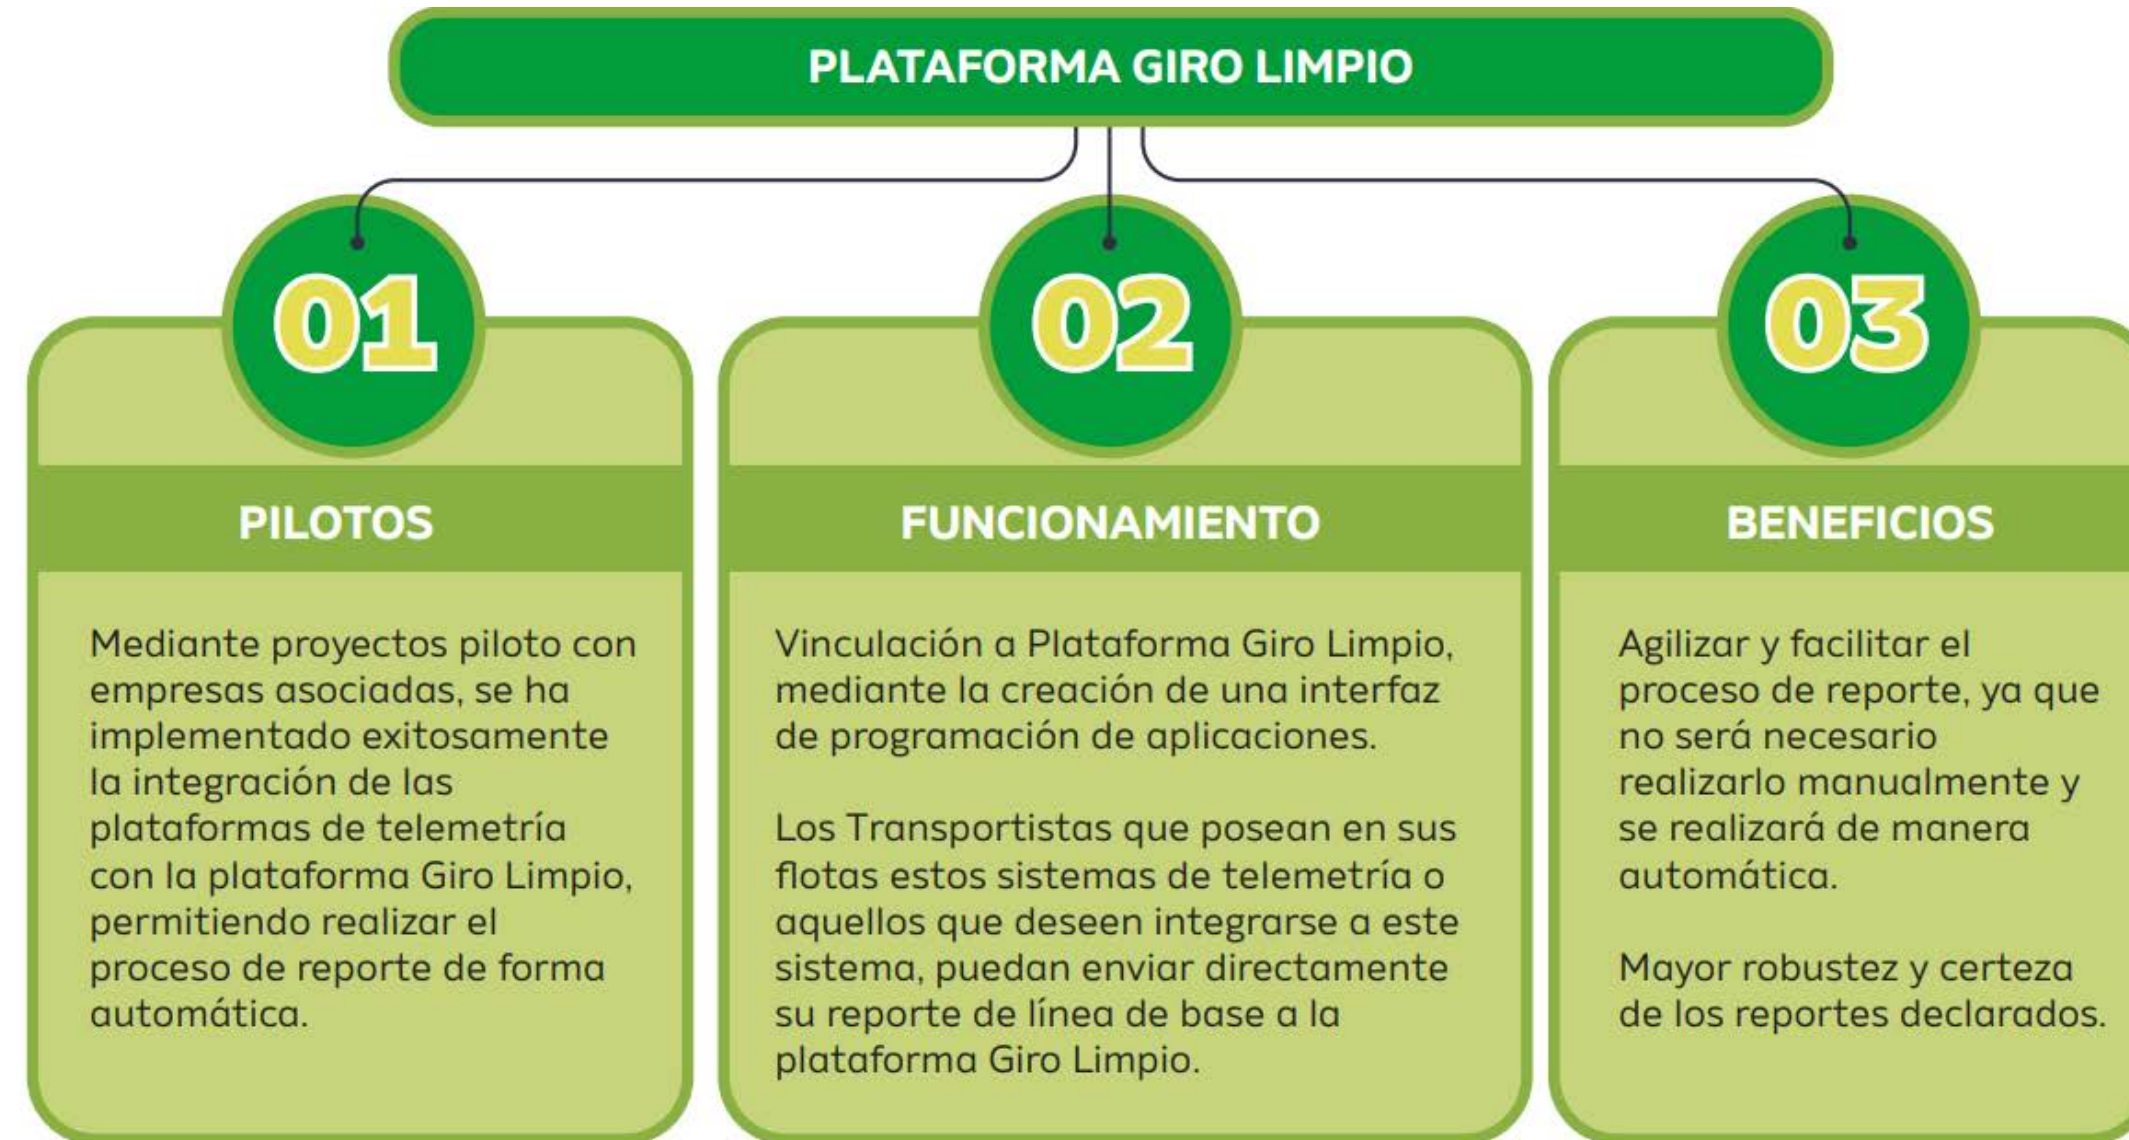 PLATAFORMA GIRO LIMPIO
01
PILOTOS
Mediante proyectos piloto con
empresas asociadas, se ha
implementado exitosamente
la integración de las
plataformas de telemetría
con la plataforma Giro Limpio,
permitiendo realizar el
proceso de reporte de forma
automática.
02
FUNCIONAMIENTO
Vinculación a Plataforma Giro Limpio,
mediante la creación de una interfaz
de programación de aplicaciones.
Los Transportistas que posean en sus
flotas estos sistemas de telemetría o
aquellos que deseen integrarse a este
sistema, puedan enviar directamente
su reporte de línea de base a la
plataforma Giro Limpio.
03
BENEFICIOS
Agilizar y facilitar el
proceso de reporte, ya que
no será necesario
realizarlo manualmente y
se realizará de manera
automática.
Mayor robustez y certeza
de los reportes declarados.